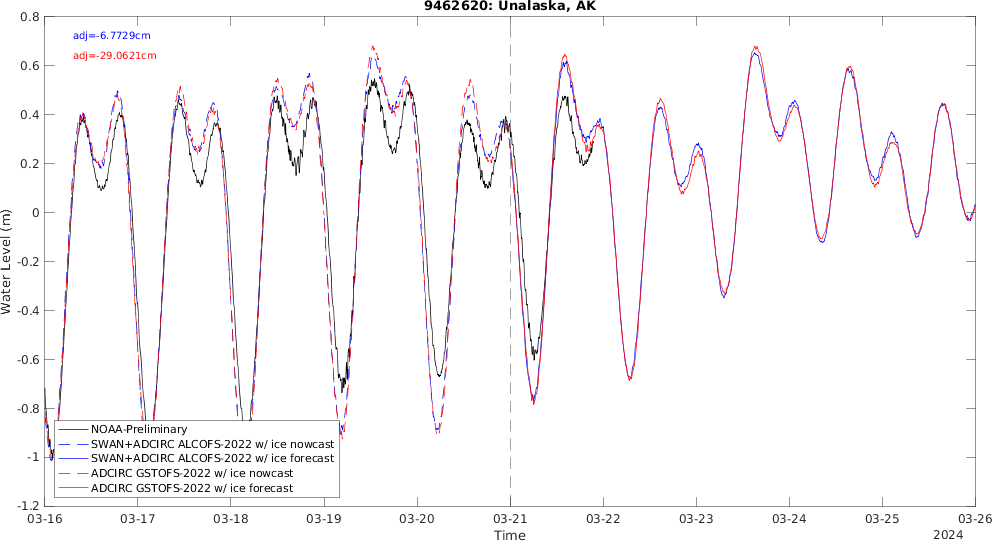 9462620: Unalaska, AK
adj=-6.7729cm
adj=-29.0621cm
Water Level (m)
0.8
0.6
0.4
0.2
0
-0.2
-0.4
-0.6
-0.8
-1
-1.2
NOAA-Preliminary
SWAN+ADCIRC ALCOFS-2022 w/ ice nowcast
SWAN+ADCIRC ALCOFS-2022 w/ ice forecast
ADCIRC GSTOFS-2022 w/ ice nowcast
ADCIRC GSTOFS-2022 w/ ice forecast
03-16 03-17 03-18 03-19 03-20 03-21 03-22 03-23 03-24 03-25 03-26
Time
2024